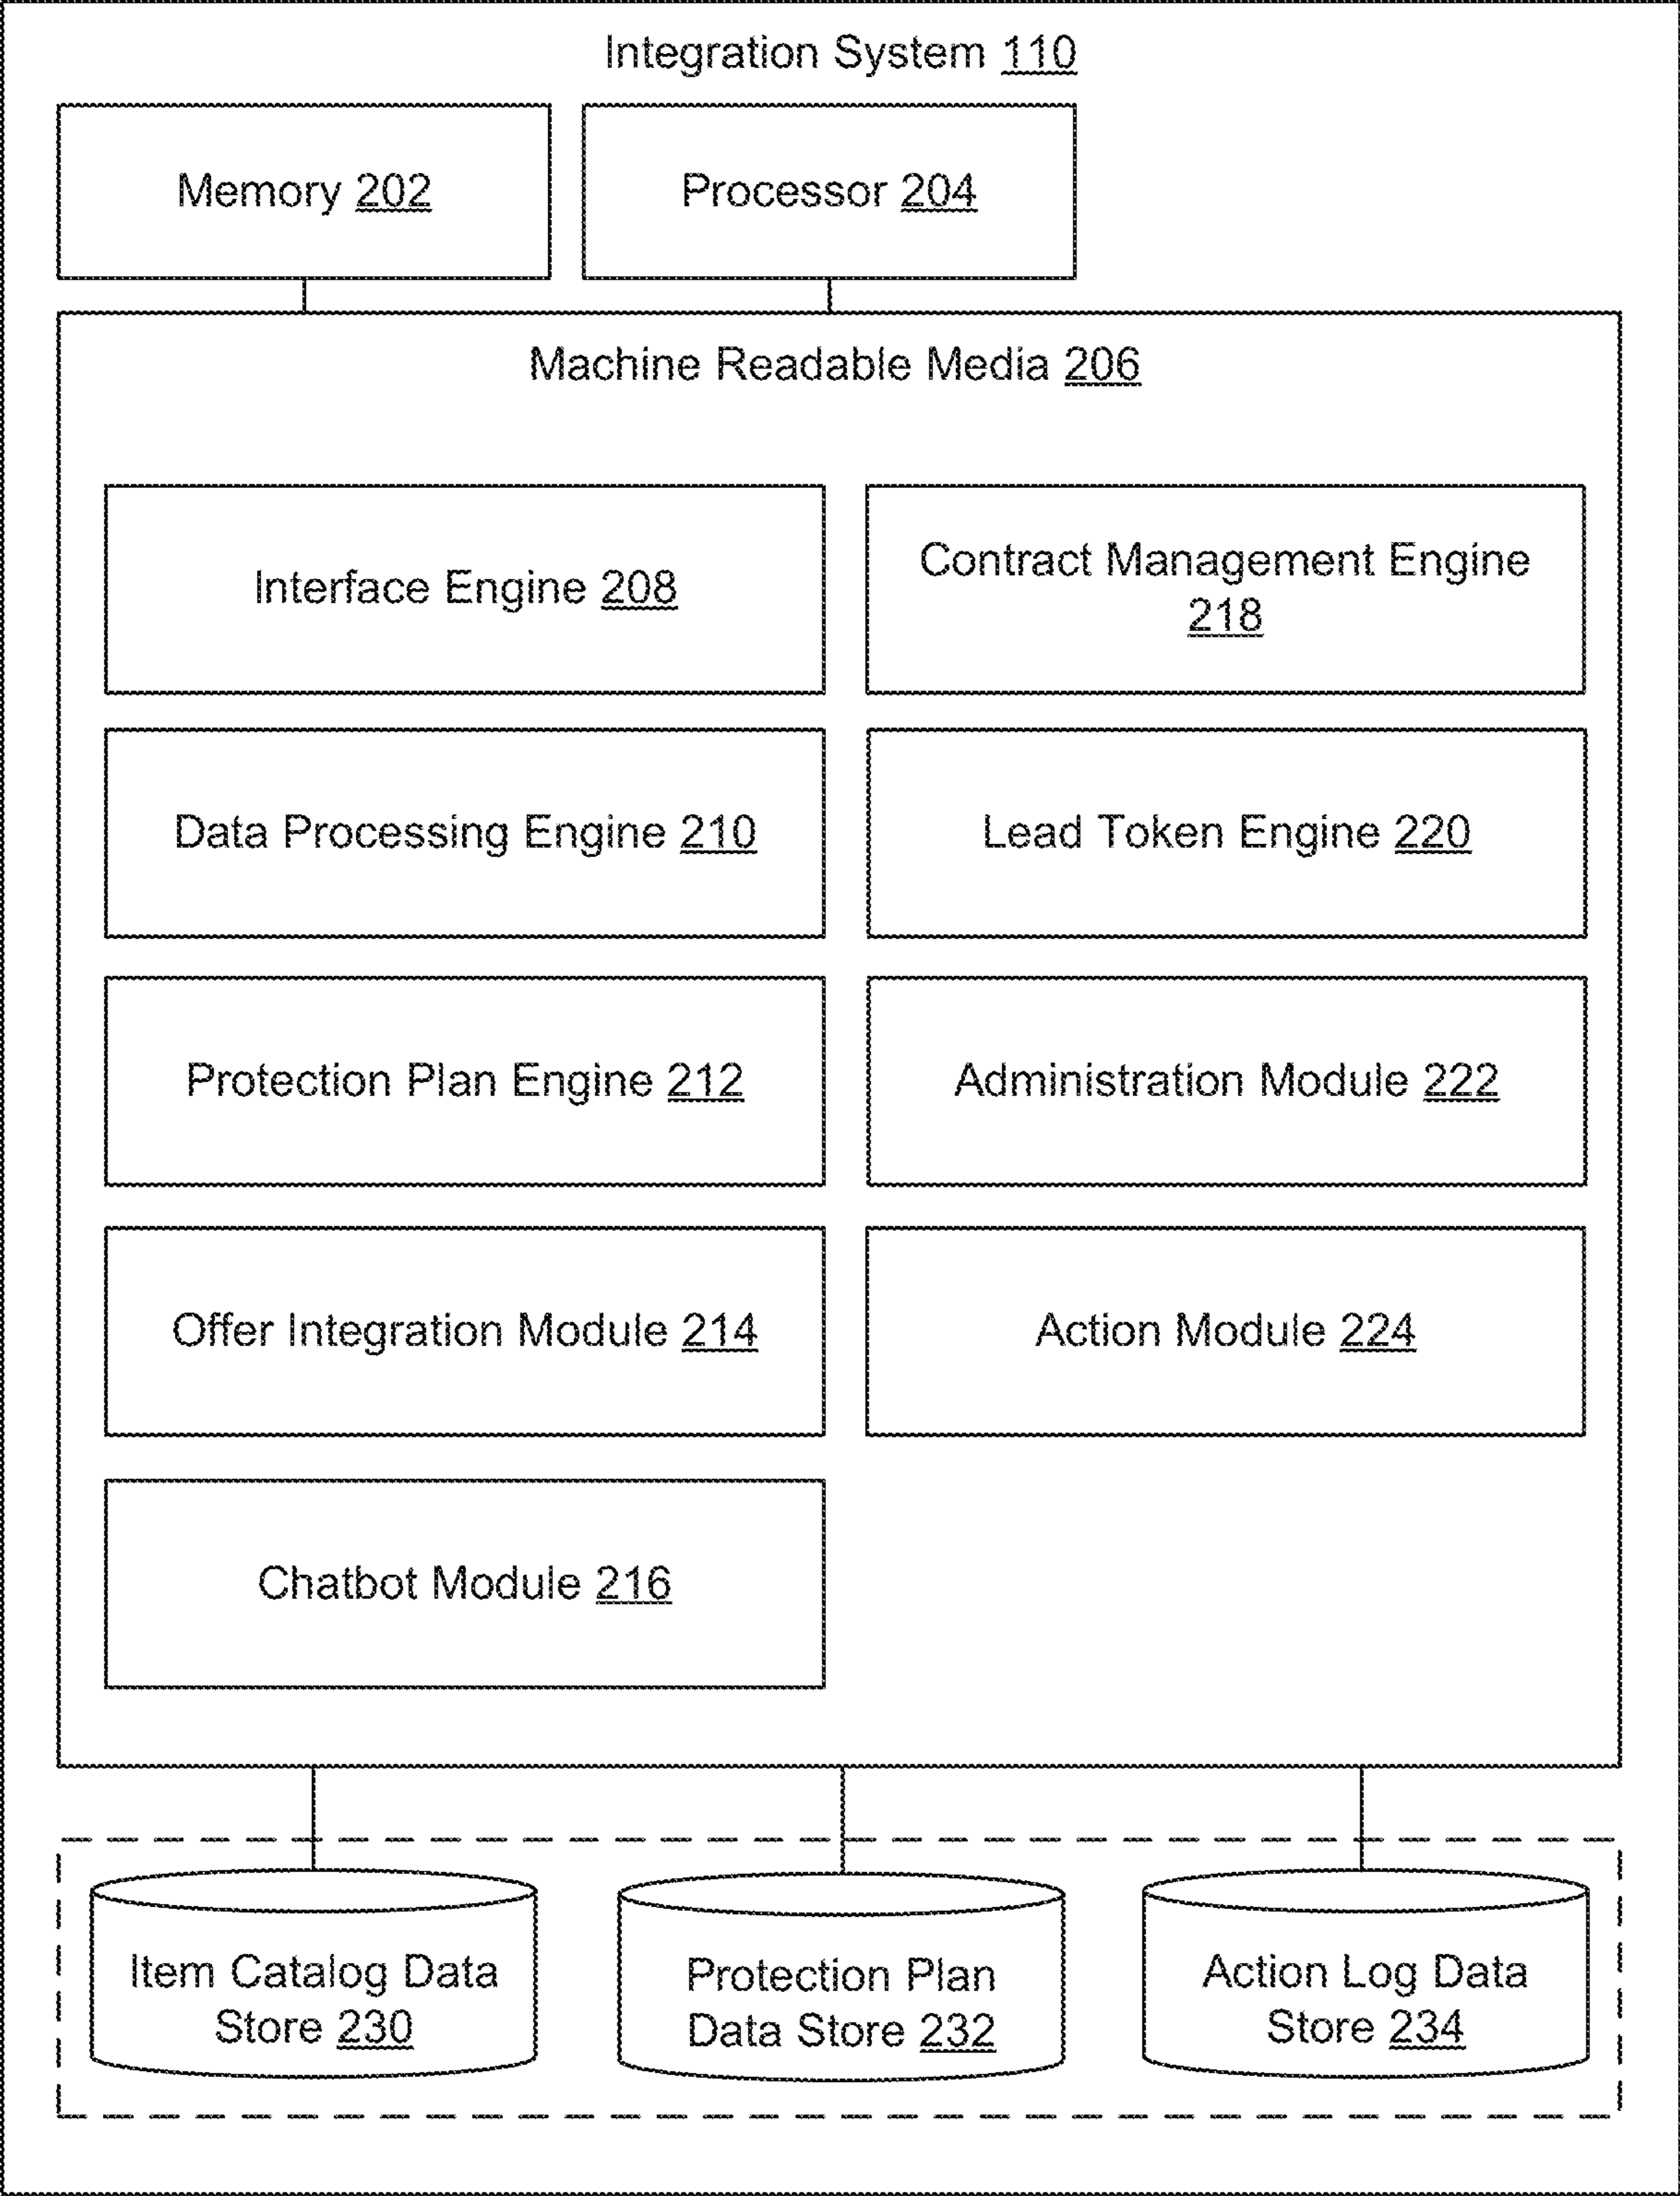 Integration System 110
Memory 202
Processor 204
Machine Readable Media 206
Interface Engine 208
Contract Management Engine
218
Data Processing Engine 210
Lead Token Engine 220
Protection Plan Engine 212
Administration Module 222
Offer Integration Module 214
Action Module 224
Chatbot Module 216
Item Catalog Data
Store 230
Protection Plan
Data Store 232
Action Log Data
Store 234